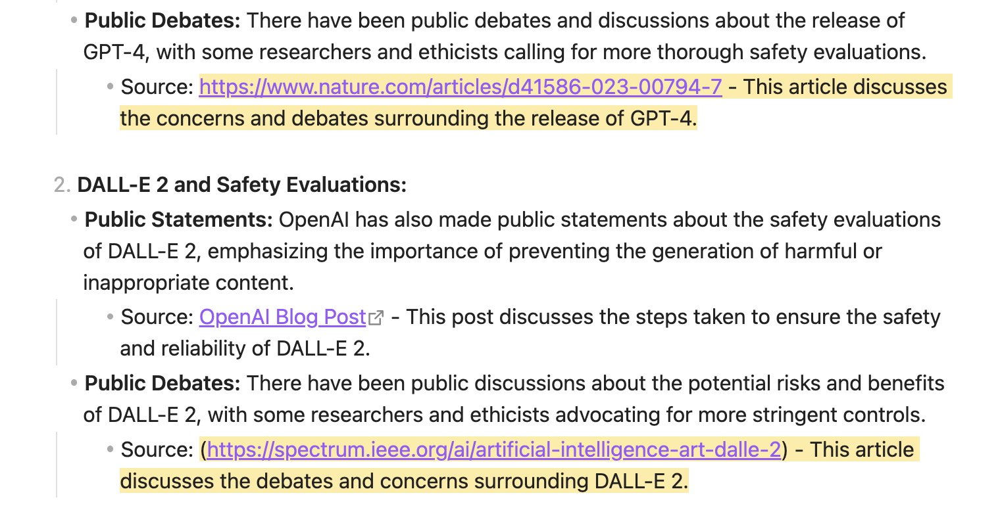 • Public Debates: There have been public debates and discussions about the release of
GPT-4, with some researchers and ethicists calling for more thorough safety evaluations.
• Source: https://www.nature.com/articles/d41586-023-00794-7 - This article discusses
the concerns and debates surrounding the release of GPT-4.
2. DALL-E 2 and Safety Evaluations:
• Public Statements: OpenAI has also made public statements about the safety evaluations
of DALL-E 2, emphasizing the importance of preventing the generation of harmful or
inappropriate content.
• Source: OpenAI Blog Post - This post discusses the steps taken to ensure the safety
and reliability of DALL-E 2.
• Public Debates: There have been public discussions about the potential risks and benefits
of DALL-E 2, with some researchers and ethicists advocating for more stringent controls.
• Source: (https://spectrum.ieee.org/ai/artificial-intelligence-art-dalle-2) - This article
discusses the debates and concerns surrounding DALL-E 2.